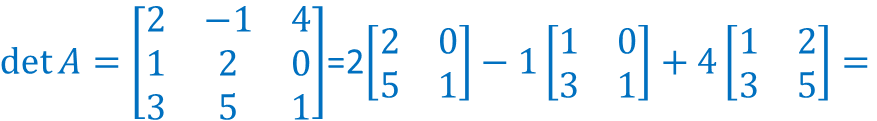 det A = [2 −1 4; 1 2 0; 3 5 1] =2 [2 0; 5 1] − 1 [1 0; 3 1] + 4 [1 2; 3 5] =